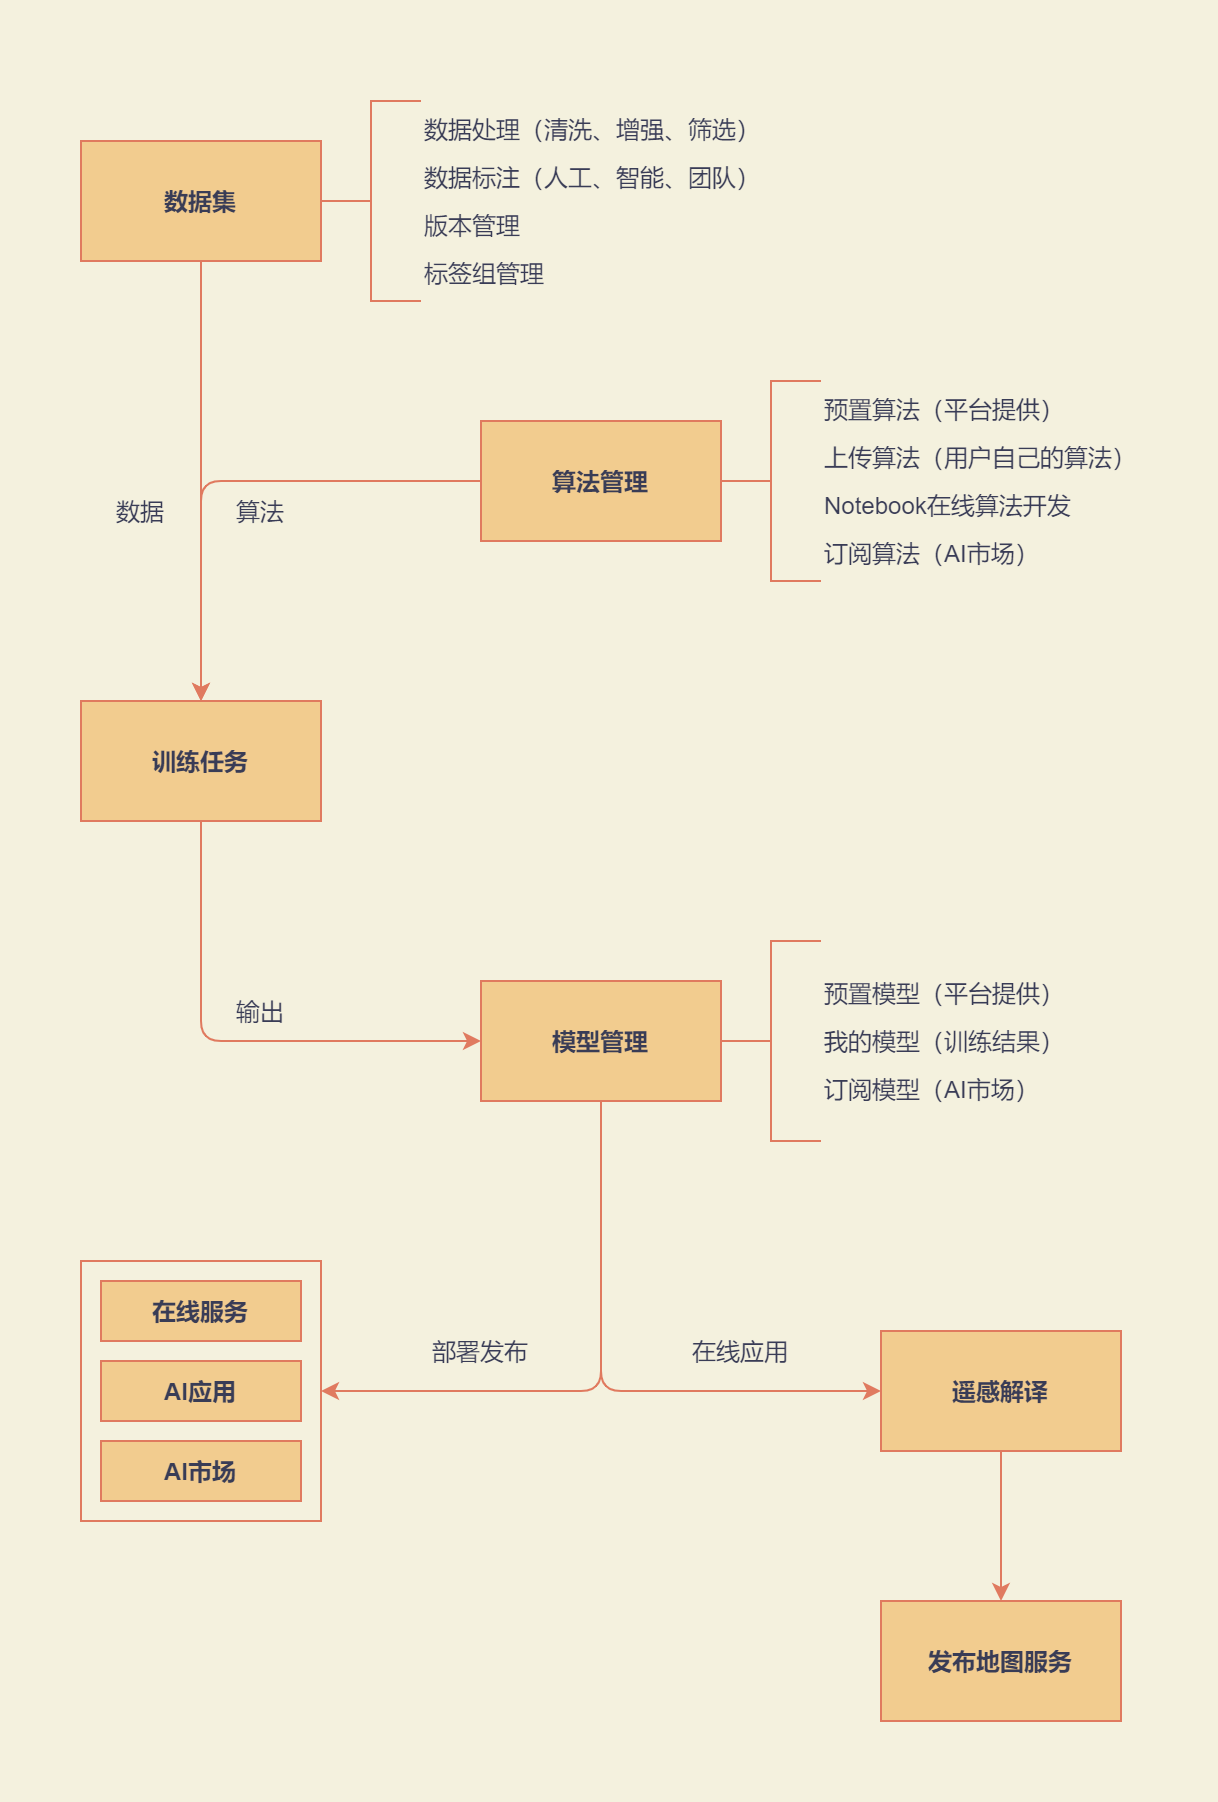 数据集
数据处理（清洗、增强、筛选）
数据标注（人工、智能、团队）
版本管理
标签组管理
算法管理
预置算法（平台提供）
上传算法（用户自己的算法）
Notebook在线算法开发
订阅算法（AI市场）
数据
算法
训练任务
输出
模型管理
预置模型（平台提供）
我的模型（训练结果）
订阅模型（AI市场）
在线服务
AI应用
AI市场
部署发布
在线应用
遥感解译
发布地图服务